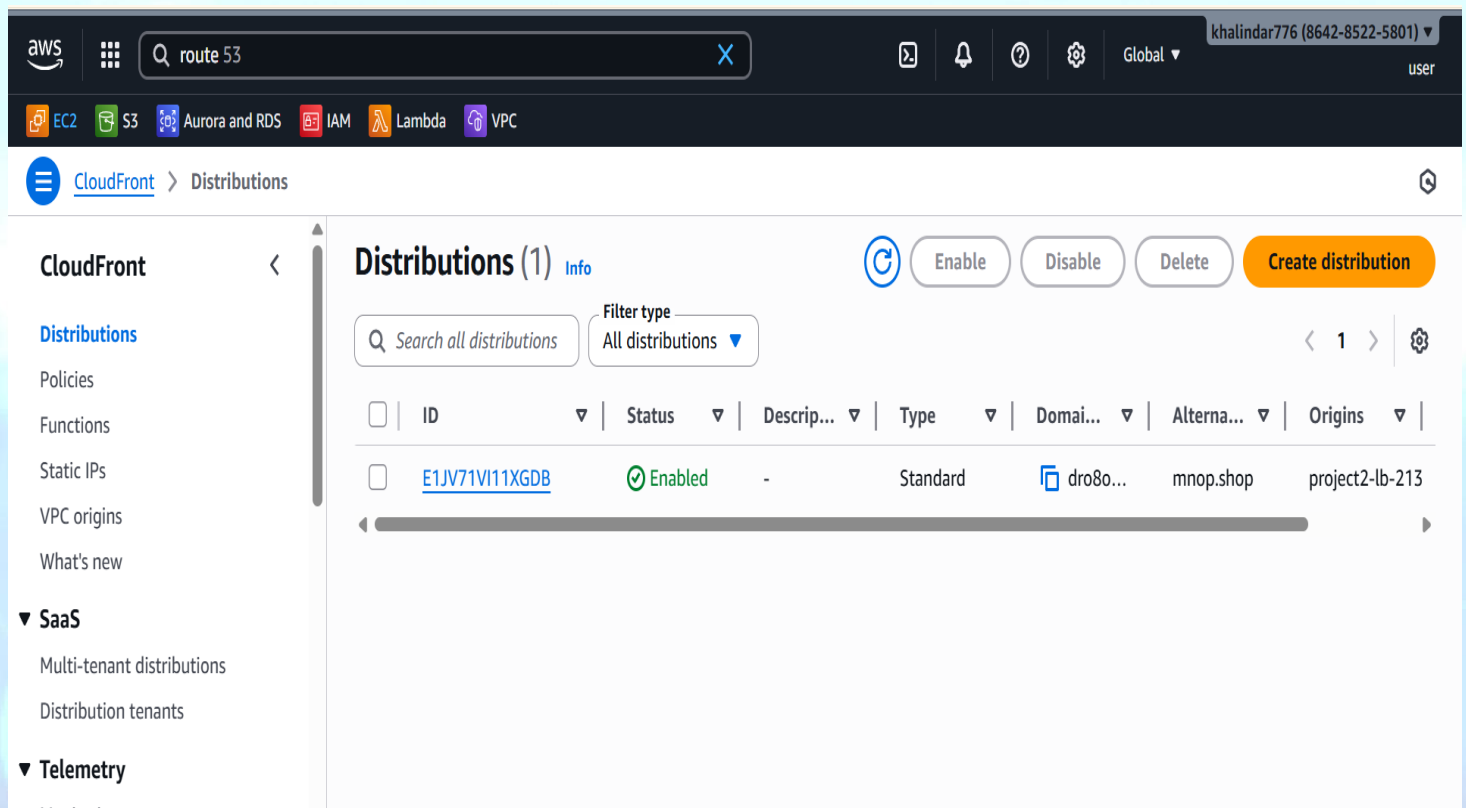 aws
route 53
Global
khalindar776 (8642-8522-5801)
user
EC2
S3
Aurora and RDS
IAM
Lambda
VPC
CloudFront
Distributions
CloudFront
Distributions
Policies
Functions
Static IPs
VPC origins
What's new
SaaS
Multi-tenant distributions
Distribution tenants
Telemetry
Distributions (1) Info
Enable
Disable
Delete
Create distribution
Search all distributions
Filter type
All distributions
1
ID Status Descrip... Type Domai... Alterna... Origins
E1JV71VI11XGDB Enabled - Standard dro8o... mnop.shop project2-lb-213